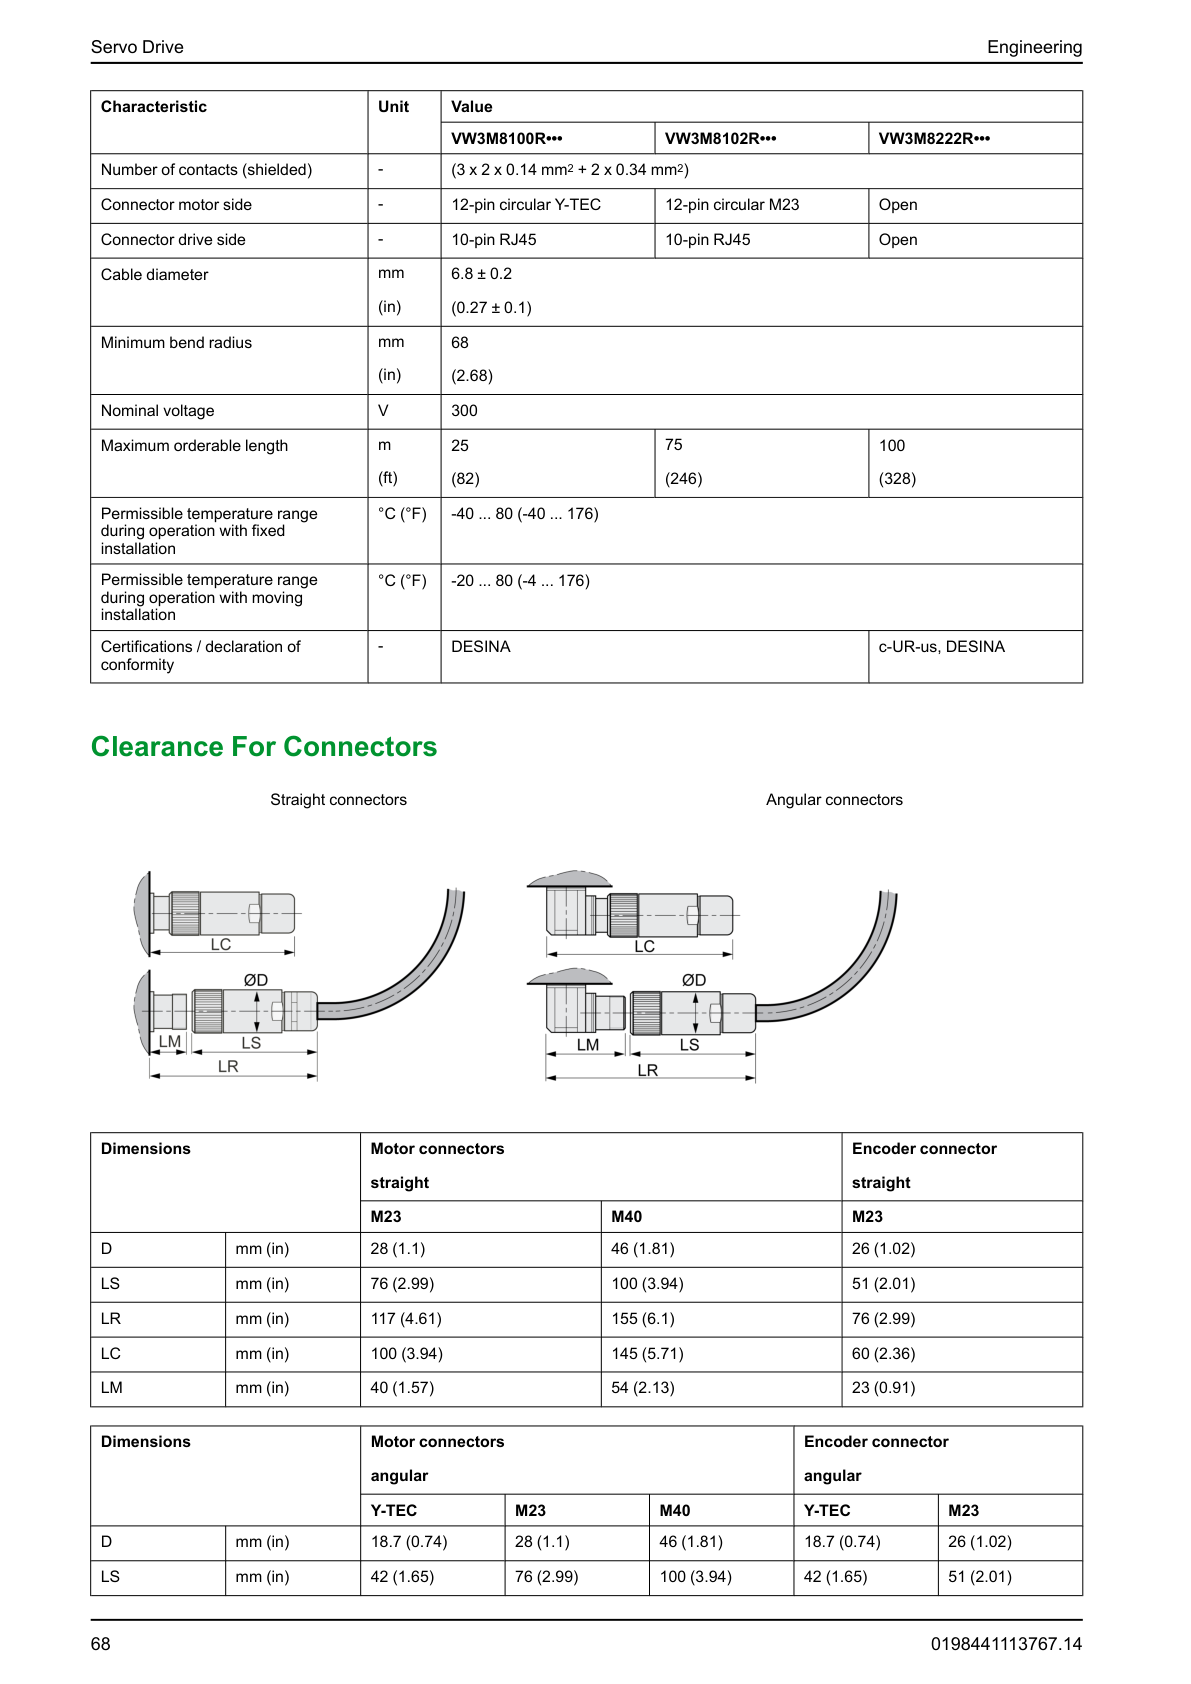 Servo Drive Engineering
Characteristic Unit Value
VW3M8100R••• VW3M8102R••• VW3M8222R•••
Number of contacts (shielded) - (3 x 2 x 0.14 mm2 + 2 x 0.34 mm2)
Connector motor side - 12-pin circular Y-TEC 12-pin circular M23 Open
Connector drive side - 10-pin RJ45 10-pin RJ45 Open
Cable diameter mm 6.8 ± 0.2
(in) (0.27 ± 0.1)
Minimum bend radius mm 68
(in) (2.68)
Nominal voltage V 300
Maximum orderable length m 25 75 100
(ft) (82) (246) (328)
Permissible temperature range °C (°F) -40 ... 80 (-40 ... 176)
during operation with fixed
installation
Permissible temperature range °C (°F) -20 ... 80 (-4 ... 176)
during operation with moving
installation
Certifications / declaration of - DESINA c-UR-us, DESINA
conformity
Clearance For Connectors
Straight connectors Angular connectors
LC LC
ØD ØD
LM LS LM LS
LR LR
Dimensions Motor connectors Encoder connector
straight straight
M23 M40 M23
D mm (in) 28 (1.1) 46 (1.81) 26 (1.02)
LS mm (in) 76 (2.99) 100 (3.94) 51 (2.01)
LR mm (in) 117 (4.61) 155 (6.1) 76 (2.99)
LC mm (in) 100 (3.94) 145 (5.71) 60 (2.36)
LM mm (in) 40 (1.57) 54 (2.13) 23 (0.91)
Dimensions Motor connectors Encoder connector
angular angular
Y-TEC M23 M40 Y-TEC M23
D mm (in) 18.7 (0.74) 28 (1.1) 46 (1.81) 18.7 (0.74) 26 (1.02)
LS mm (in) 42 (1.65) 76 (2.99) 100 (3.94) 42 (1.65) 51 (2.01)
68 0198441113767.14